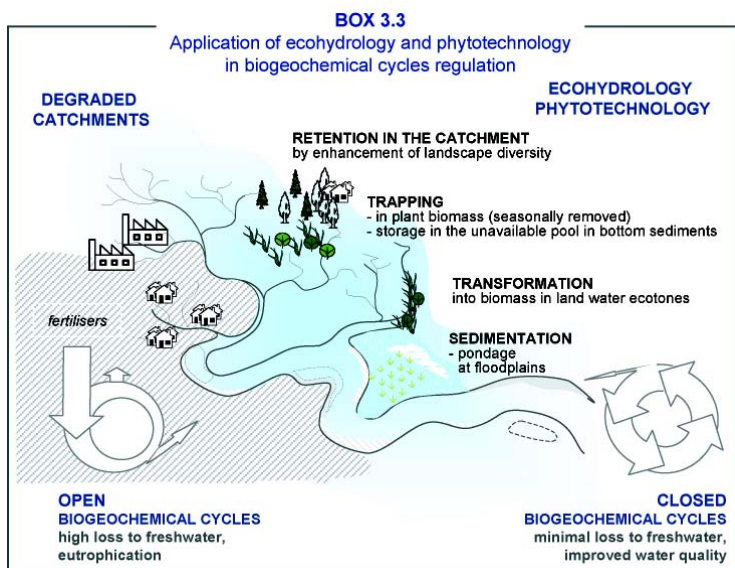 BOX 3.3
Application of ecohydrology and phytotechnology
in biogeochemical cycles regulation
DEGRADED
CATCHMENTS
ECOHYDROLOGY
PHYTOTECHNOLOGY
RETENTION IN THE CATCHMENT
by enhancement of landscape diversity
TRAPPING
- in plant biomass (seasonally removed)
- storage in the unavailable pool in bottom sediments
TRANSFORMATION
into biomass in land water ecotones
fertilisers
SEDIMENTATION
- pondage
at floodplains
OPEN
BIOGEOCHEMICAL CYCLES
high loss to freshwater,
eutrophication
CLOSED
BIOGEOCHEMICAL CYCLES
minimal loss to freshwater,
improved water quality